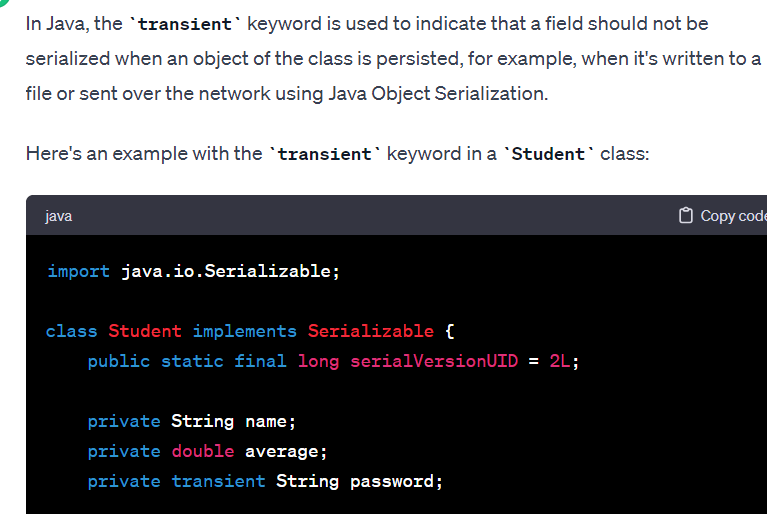 In Java, the `transient` keyword is used to indicate that a field should not be
serialized when an object of the class is persisted, for example, when it's written to a
file or sent over the network using Java Object Serialization.
Here's an example with the `transient` keyword in a `Student` class:
java Copy code
import java.io.Serializable;
class Student implements Serializable {
public static final long serialVersionUID = 2L;
private String name;
private double average;
private transient String password;